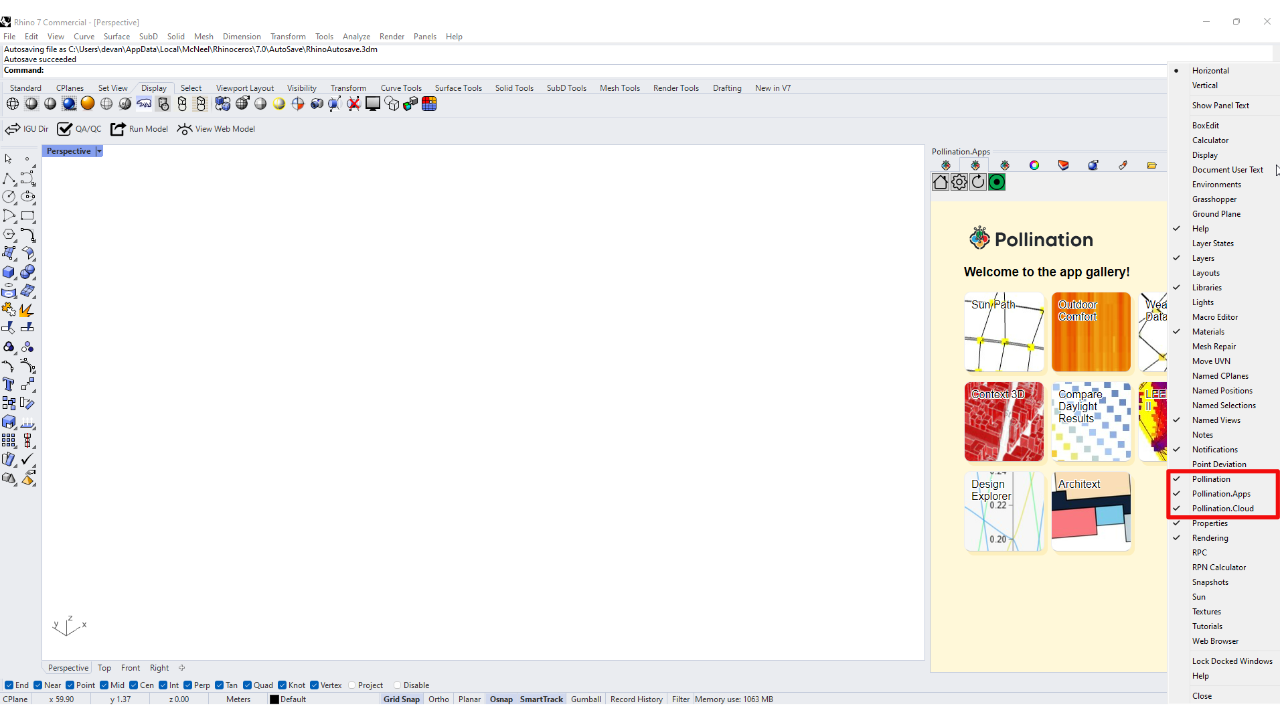 Rhino 7 Commercial - [Perspective]
File Edit View Curve Surface SubD Solid Mesh Dimension Transform Tools Analyze Render Panels Help
Autosaving file as C:\Users\devan\AppData\Local\McNeel\Rhinoceros\7.0\AutoSave\RhinoAutosave.3dm
Autosave succeeded
Command:
Standard CPlanes Set View Display Select Viewport Layout Visibility Transform Curve Tools Surface Tools Solid Tools SubD Tools Mesh Tools Render Tools Drafting New in V7
IGU Dir QA/QC Run Model View Web Model
Perspective
z
y x
Perspective Top Front Right
Pollination.Apps
Pollination
Welcome to the app gallery!
Sun Path
Outdoor
Comfort
Wea
Data
Context 3D
Compare
Daylight
Results
LEE
II
Design
Explorer
0.24
0.22
0.20
Architext
Horizontal
Vertical
Show Panel Text
BoxEdit
Calculator
Display
Document User Text
Environments
Grasshopper
Ground Plane
Help
Layer States
Layers
Layouts
Libraries
Lights
Macro Editor
Materials
Mesh Repair
Move UVN
Named CPlanes
Named Positions
Named Selections
Named Views
Notes
Notifications
Point Deviation
Pollination
Pollination.Apps
Pollination.Cloud
Properties
Rendering
RPC
RPN Calculator
Snapshots
Sun
Textures
Tutorials
Web Browser
Lock Docked Windows
Help
Close
End Near Point Mid Cen Int Perp Tan Quad Knot Vertex Project Disable
CPlane x 59.90 y 1.37 z 0.00 Meters Default Grid Snap Ortho Planar Osnap SmartTrack Gumball Record History Filter Memory use: 1063 MB